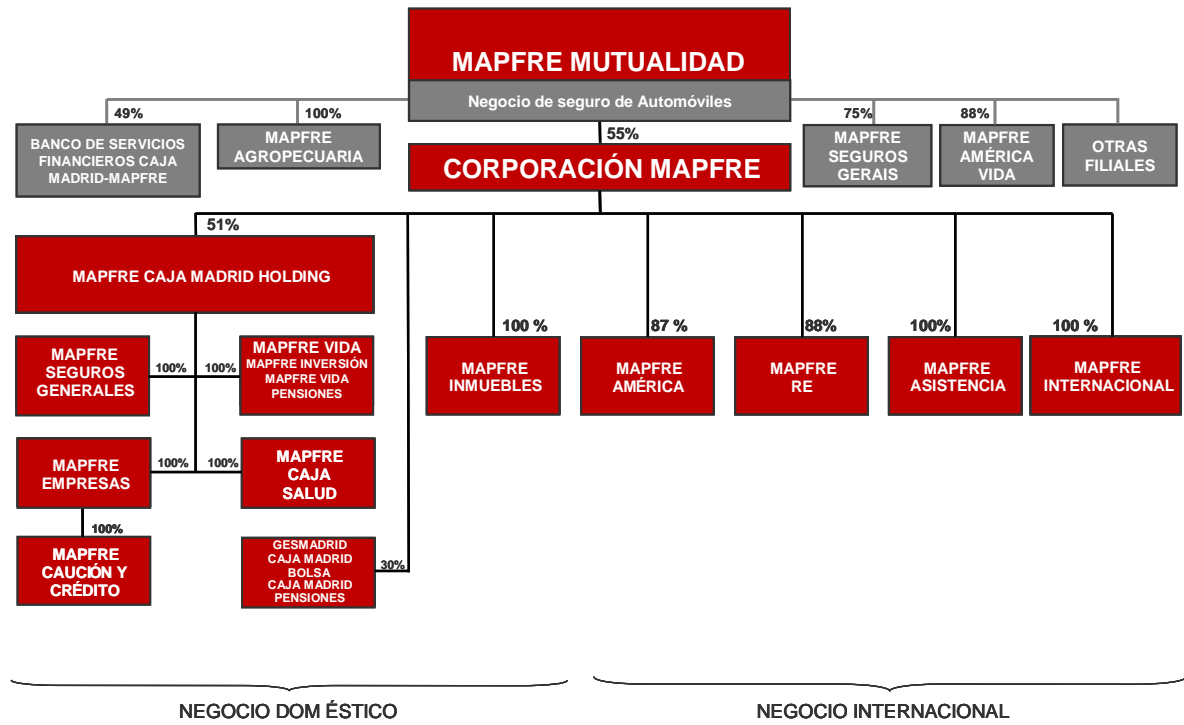 MAPFRE MUTUALIDAD
Negocio de seguro de Automóviles
49%
100%
75%
88%
BANCO DE SERVICIOS
FINANCIEROS CAJA
MADRID-MAPFRE
MAPFRE
AGROPECUARIA
55%
CORPORACIÓN MAPFRE
MAPFRE
SEGUROS
GERAIS
MAPFRE
AMÉRICA
VIDA
OTRAS
FILIALES
51%
MAPFRE CAJA MADRID HOLDING
100 %
87 %
88%
100%
100 %
MAPFRE
SEGUROS
GENERALES
100%
100%
MAPFRE VIDA
MAPFRE INVERSIÓN
MAPFRE VIDA
PENSIONES
MAPFRE
INMUEBLES
MAPFRE
AMÉRICA
MAPFRE
RE
MAPFRE
ASISTENCIA
MAPFRE
INTERNACIONAL
MAPFRE
EMPRESAS
100%
100%
MAPFRE
CAJA
SALUD
100%
MAPFRE
CAUCIÓN Y
CRÉDITO
GESMADRID
CAJA MADRID
BOLSA
CAJA MADRID
PENSIONES
30%
NEGOCIO DOM ÉSTICO
NEGOCIO INTERNACIONAL